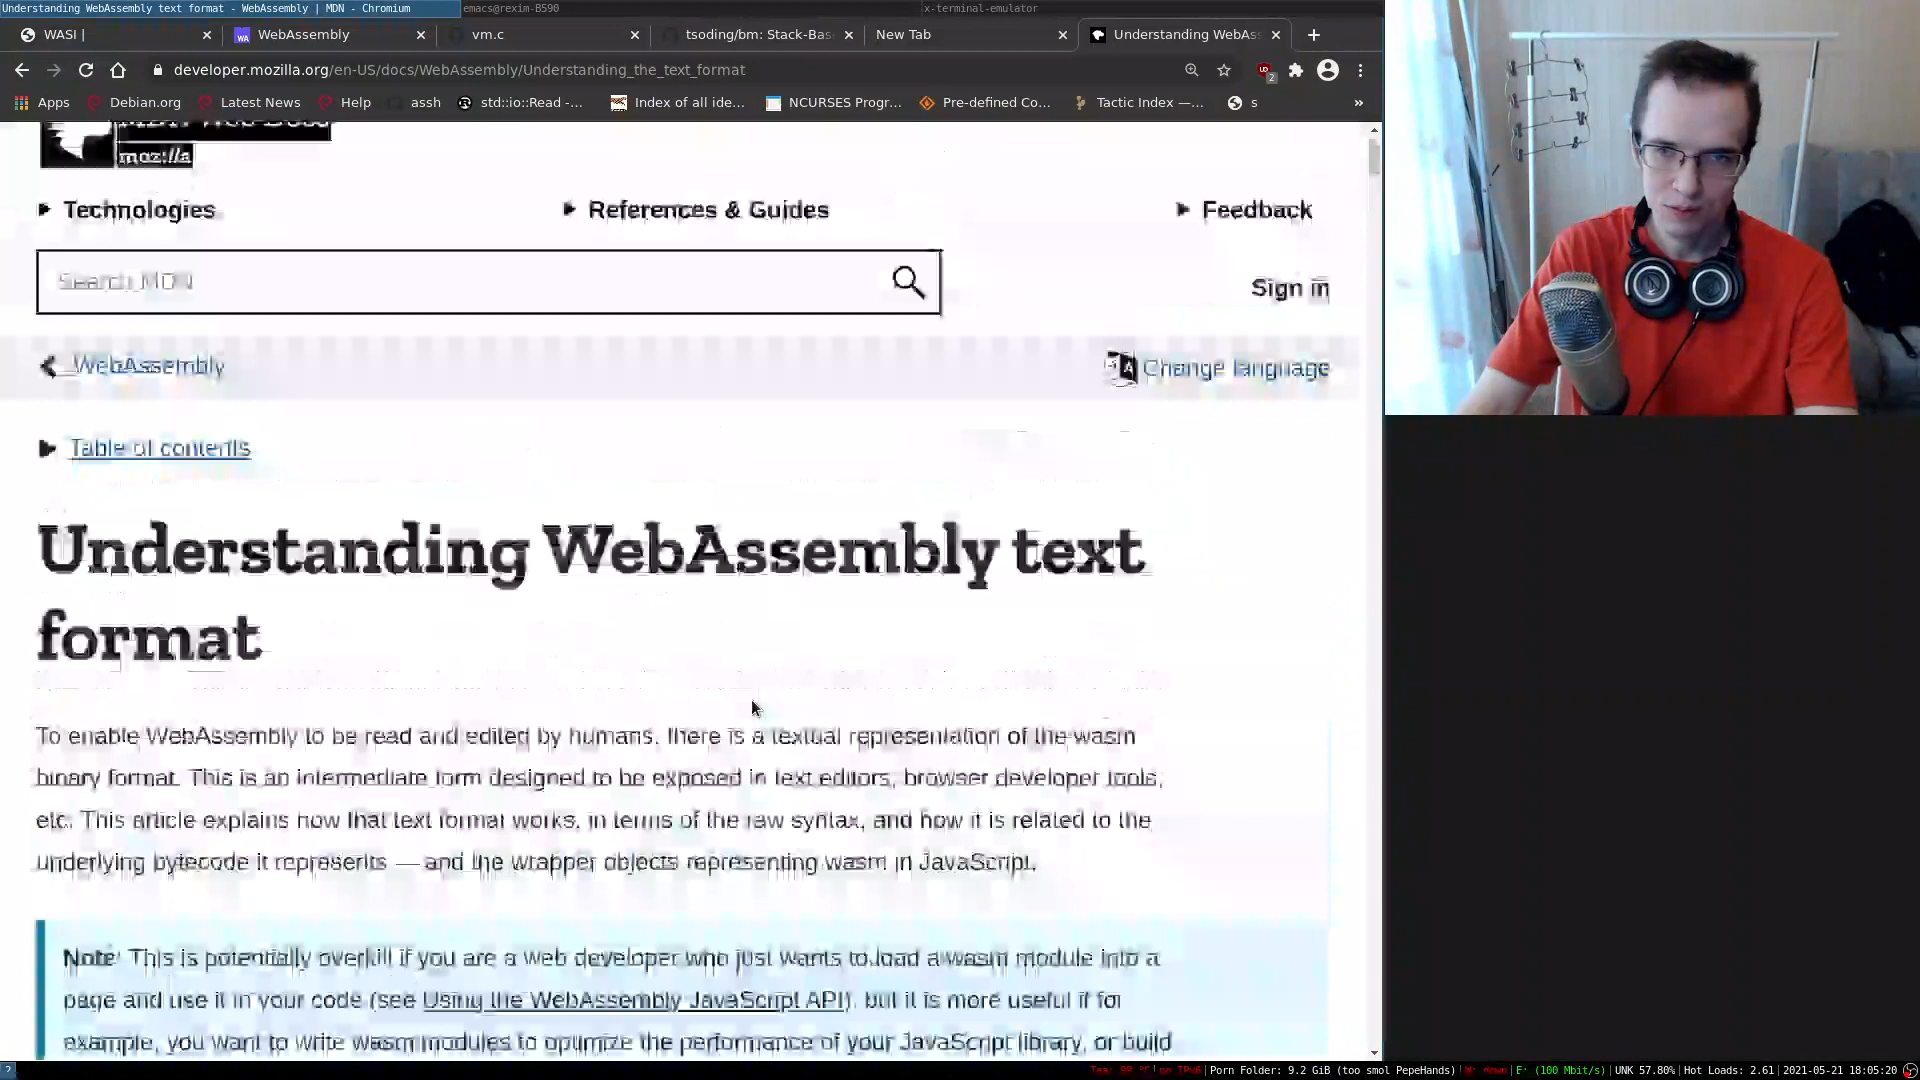 Understanding WebAssembly text format - WebAssembly | MDN - Chromium
emacs@rexim-B590
x-terminal-emulator
WASI |
WebAssembly
vm.c
tsoding/bm: Stack-Bas
New Tab
Understanding WebAss
developer.mozilla.org/en-US/docs/WebAssembly/Understanding_the_text_format
2
Apps
Debian.org
Latest News
Help
assh
std::io::Read -...
Index of all ide...
NCURSES Progr...
Pre-defined Co...
Tactic Index —...
s
»
MDN Web Docs
moz://a
Technologies
References & Guides
Feedback
Search MDN
Sign in
WebAssembly
Change language
Table of contents
Understanding WebAssembly text
format
To enable WebAssembly to be read and edited by humans, there is a textual representation of the wasm
binary format. This is an intermediate form designed to be exposed in text editors, browser developer tools,
etc. This article explains how that text format works, in terms of the raw syntax, and how it is related to the
underlying bytecode it represents — and the wrapper objects representing wasm in JavaScript.
Note: This is potentially overkill if you are a web developer who just wants to load a wasm module into a
page and use it in your code (see Using the WebAssembly JavaScript API), but it is more useful if for
example, you want to write wasm modules to optimize the performance of your JavaScript library, or build
2
no IPv6 | Porn Folder: 9.2 GiB (too smol PepeHands) | W: down | E: (100 Mbit/s) | UNK 57.80% | Hot Loads: 2.61 | 2021-05-21 18:05:20